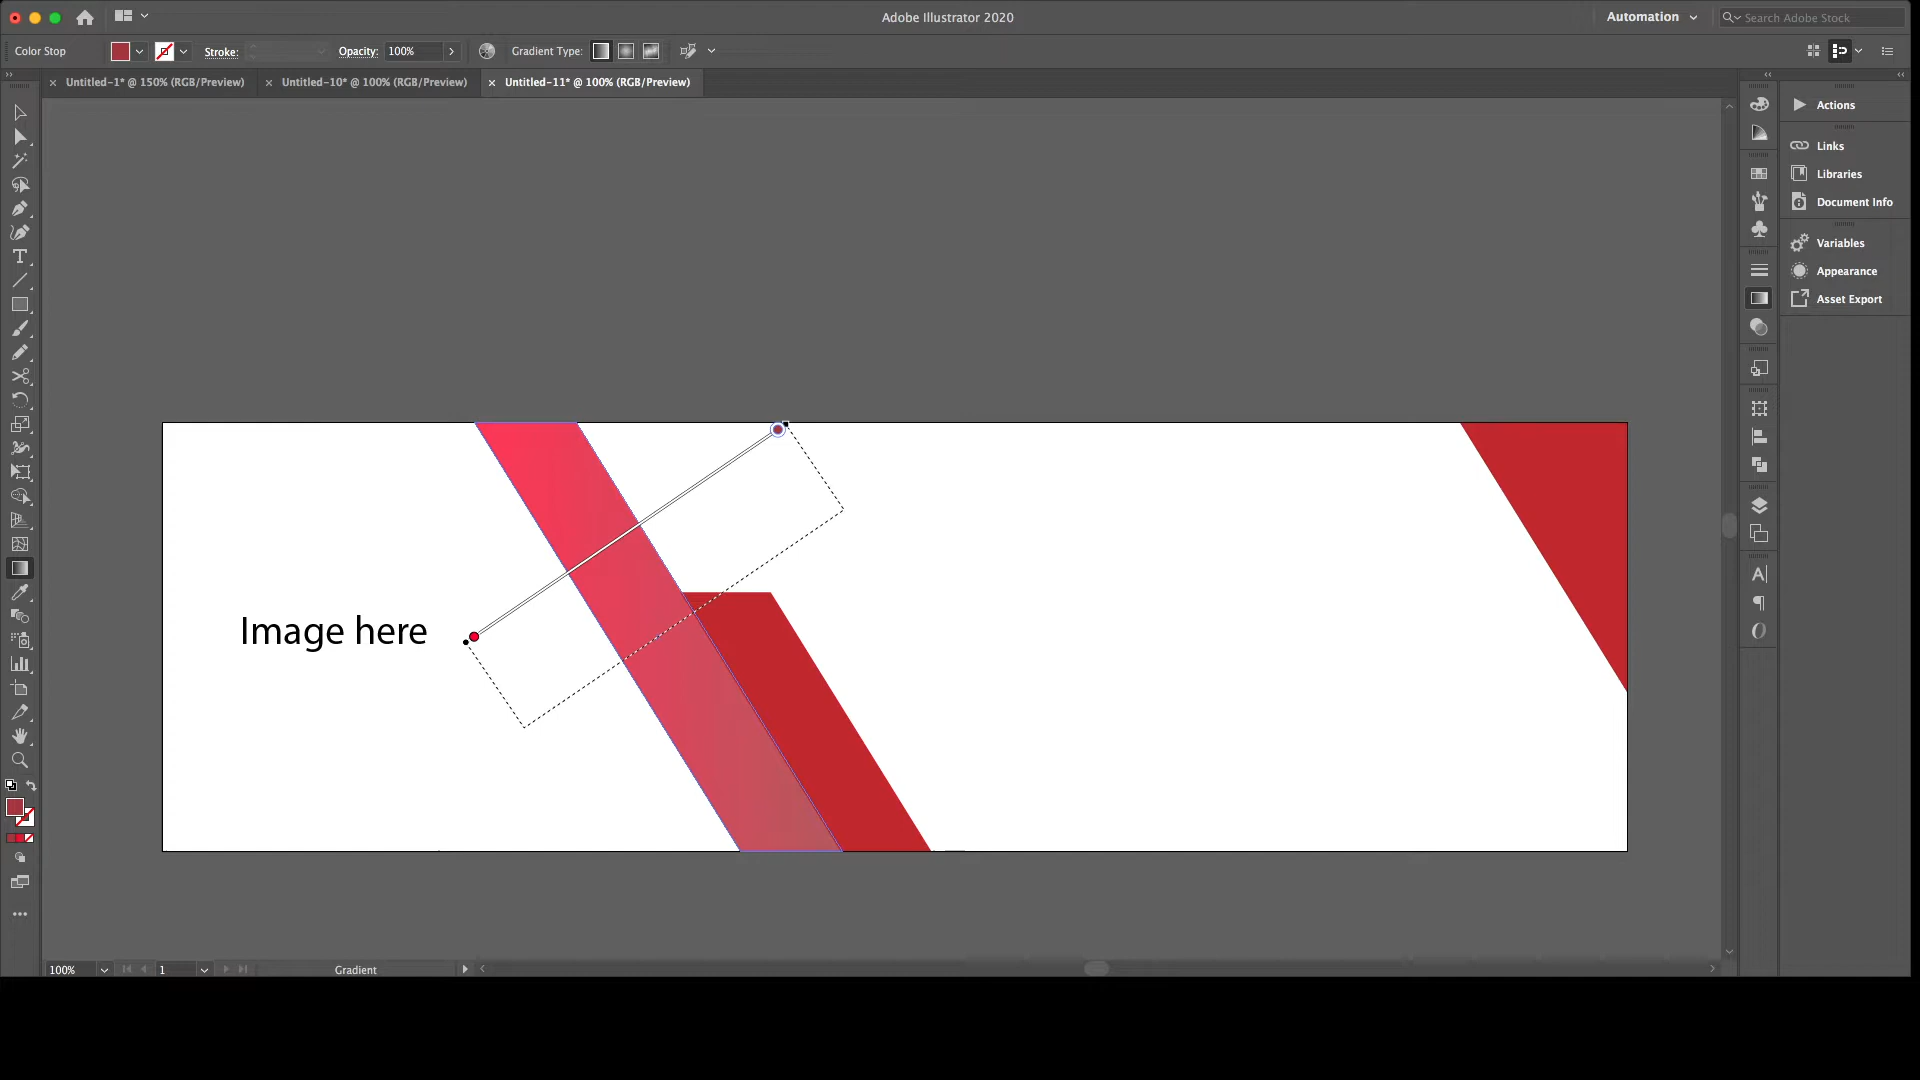 Adobe Illustrator 2020
Automation
Search Adobe Stock
Color Stop
Stroke:
Opacity: 100%
Gradient Type:
Untitled-1* @ 150% (RGB/Preview)
Untitled-10* @ 100% (RGB/Preview)
Untitled-11* @ 100% (RGB/Preview)
Actions
Links
Libraries
Document Info
Variables
Appearance
Asset Export
Image here
100%
1
Gradient